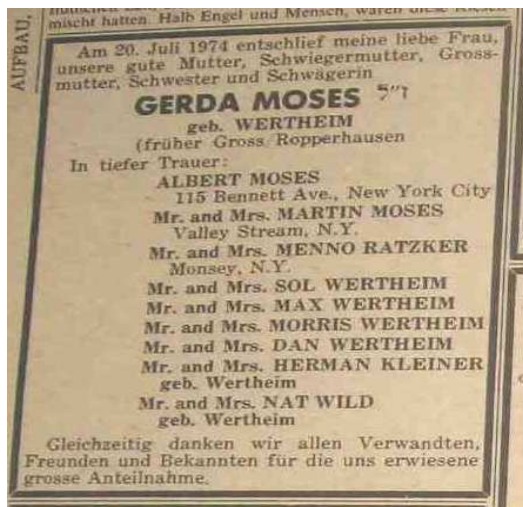 mischt hatten. Halb Engel und Mensch, waren diese
AUFBAU,
Am 20. Juli 1974 entschlief meine liebe Frau,
unsere gute Mutter, Schwiegermutter, Gross-
mutter, Schwester und Schwägerin
GERDA MOSES ז״ל
geb. WERTHEIM
(früher Gross/Ropperhausen
In tiefer Trauer:
ALBERT MOSES
115 Bennett Ave., New York City
Mr. and Mrs. MARTIN MOSES
Valley Stream, N.Y.
Mr. and Mrs. MENNO RATZKER
Monsey, N.Y.
Mr. and Mrs. SOL WERTHEIM
Mr. and Mrs. MAX WERTHEIM
Mr. and Mrs. MORRIS WERTHEIM
Mr. and Mrs. DAN WERTHEIM
Mr. and Mrs. HERMAN KLEINER
geb. Wertheim
Mr. and Mrs. NAT WILD
geb. Wertheim
Gleichzeitig danken wir allen Verwandten,
Freunden und Bekannten für die uns erwiesene
grosse Anteilnahme.